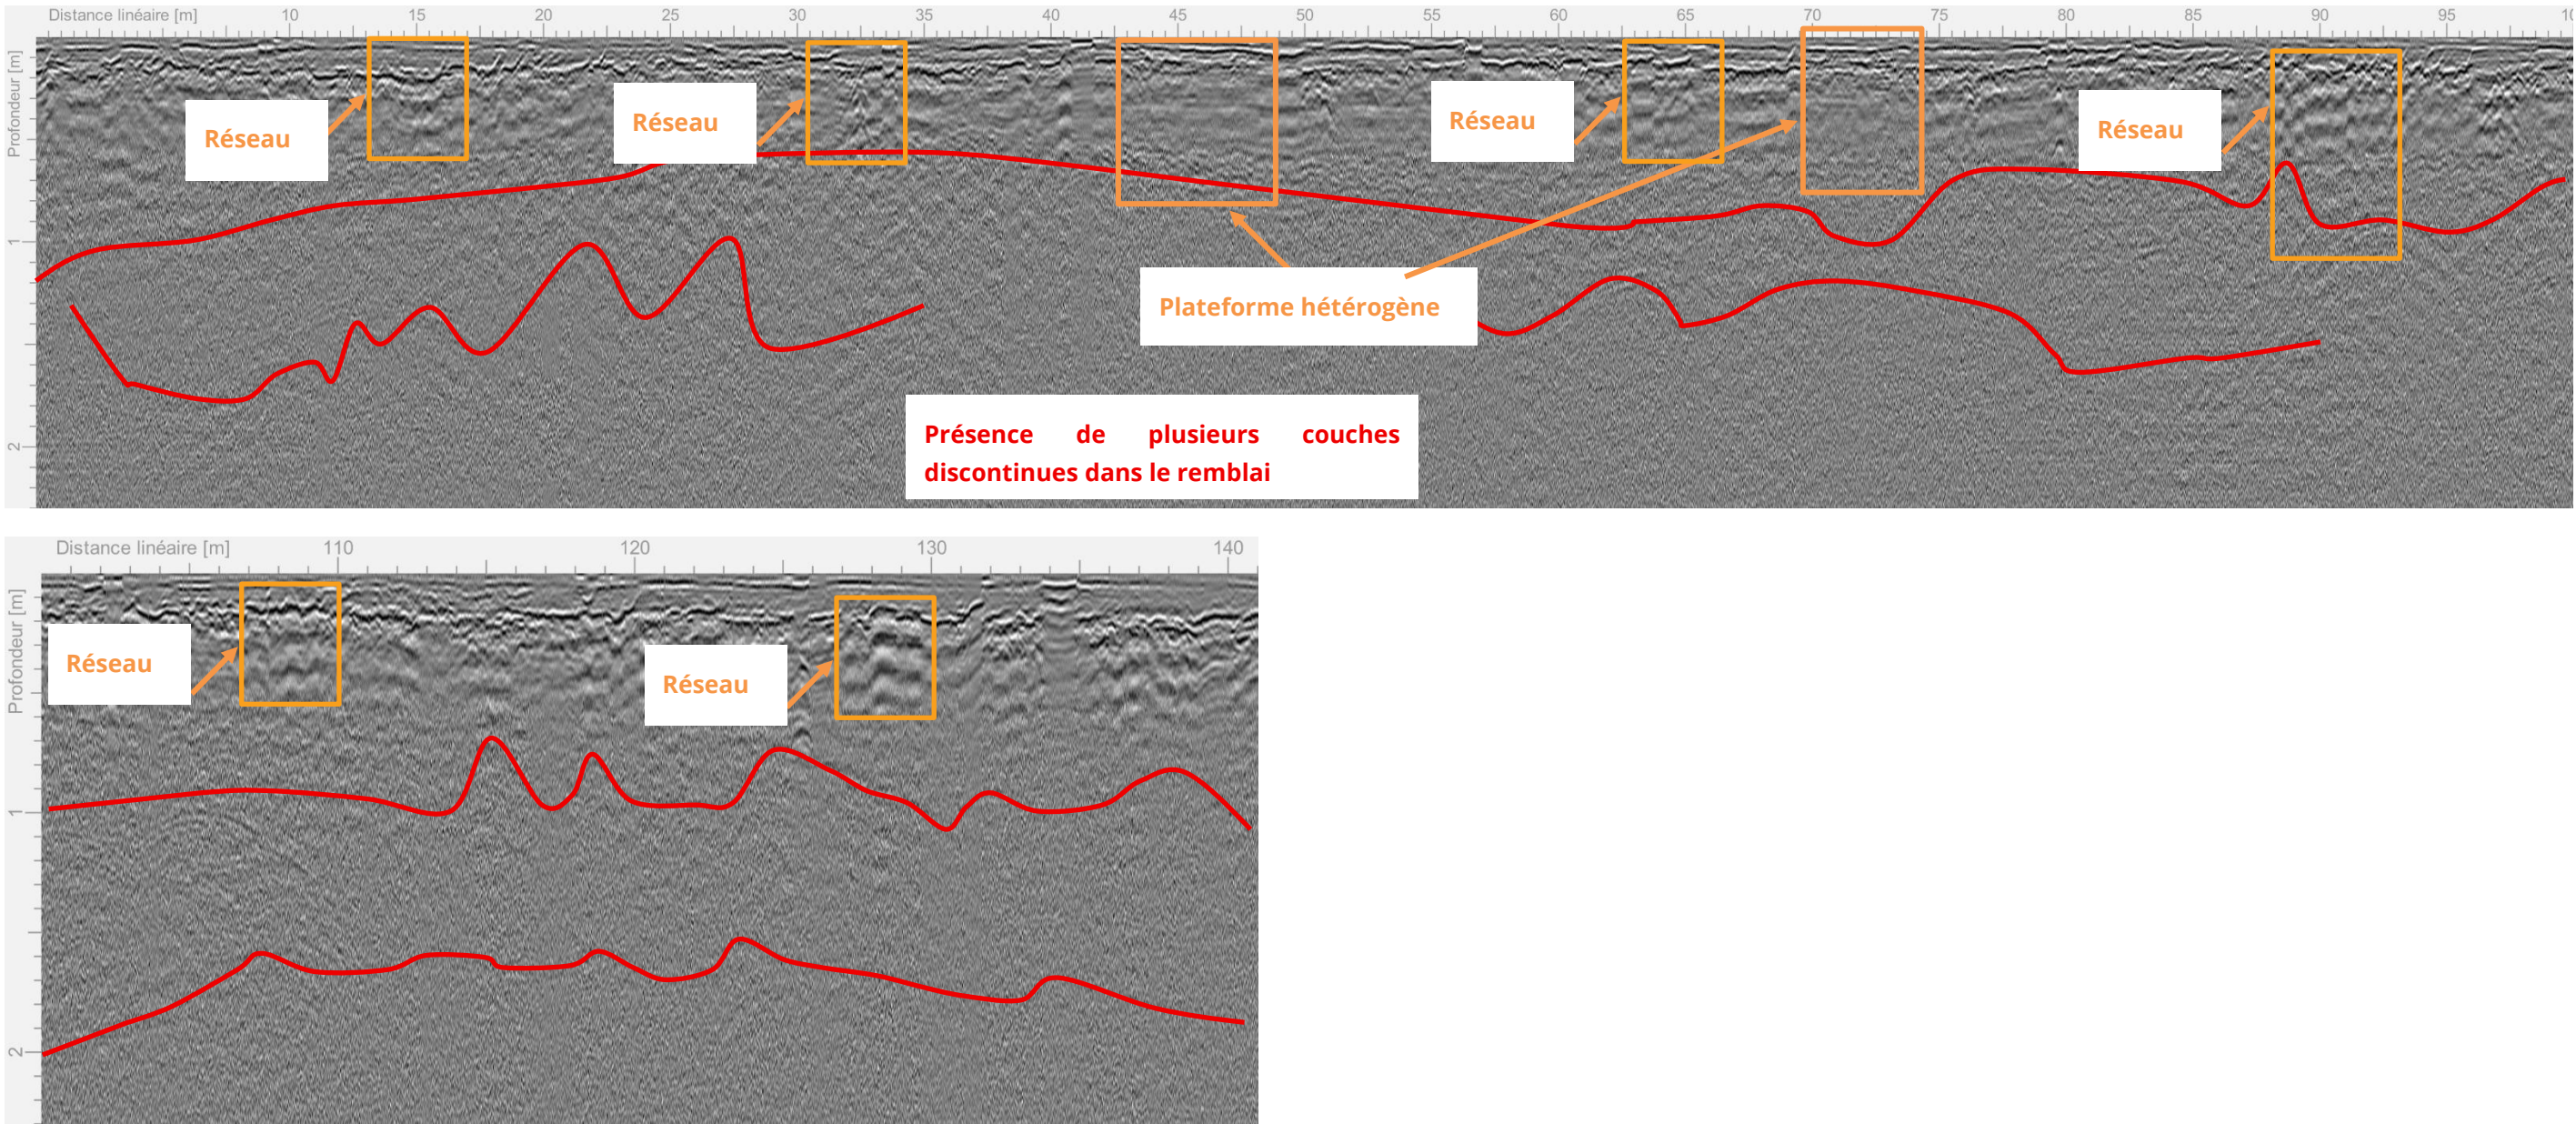 Distance linéaire [m] 10 15 20 25 30 35 40 45 50 55 60 65 70 75 80 85 90 95
Profondeur [m]
Réseau
Réseau
Réseau
Réseau
1
Plateforme hétérogène
Présence de plusieurs couches
discontinues dans le remblai
2
Distance linéaire [m] 110 120 130 140
Profondeur [m]
Réseau
Réseau
1
2